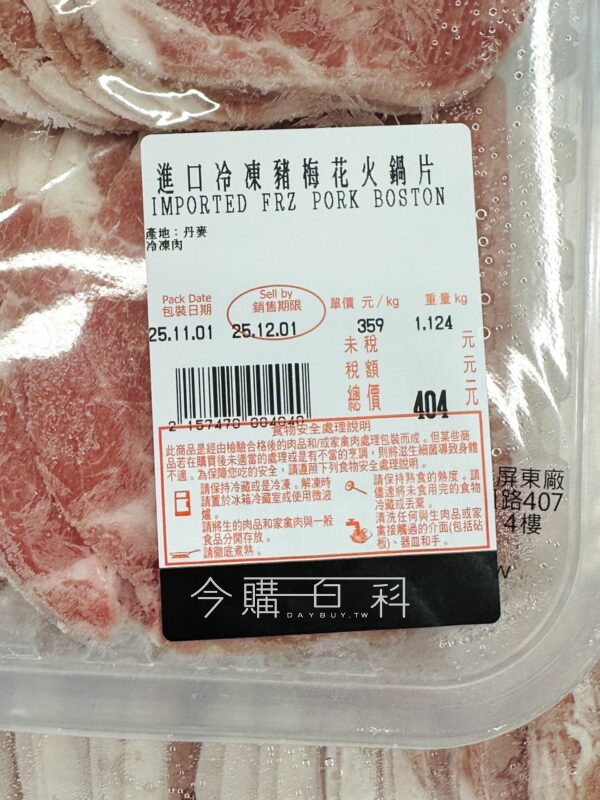 進口冷凍豬梅花火鍋片
IMPORTED FRZ PORK BOSTON
產地：丹麥
冷凍肉
Pack Date
包裝日期
Sell by
銷售期限
單價 元/kg
重量 kg
25.11.01
25.12.01
359
1.124
未稅 元
稅額 元
總價 404 元
2 157470 004040
食物安全處理說明
此商品是經由檢驗合格後的肉品和/或家禽肉處理包裝而成。但某些商
品若在購買後未適當的處理或是有不當的烹調，則將滋生細菌導致身體
不適。為保障您吃的安全，請遵照下列食物安全處理說明。
請保持冷藏或是冷凍。解凍時
請置於冰箱冷藏室或使用微波
爐。
請將生的肉品和家禽肉與一般
食品分開存放。
請徹底煮熟。
請保持熟食的熱度。請
儘速將未食用完的食物
冷藏或丟棄。
清洗任何與生肉品或家
禽接觸過的介面(包括砧
板)、器皿和手。
屏東廠
路407
4樓
今購百科
DAYBUY.TW